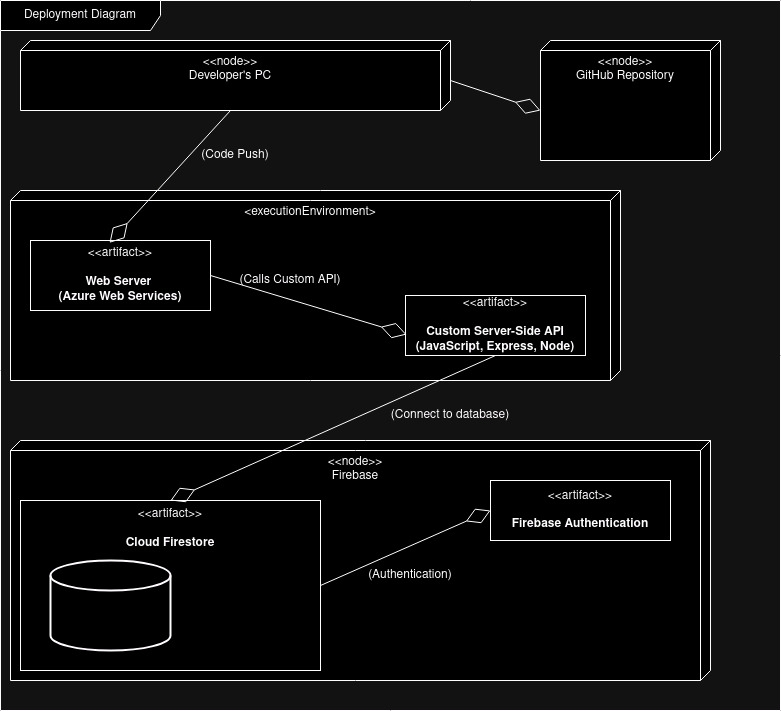 Deployment Diagram
<<node>>
Developer's PC
<<node>>
GitHub Repository
(Code Push)
<executionEnvironment>
<<artifact>>
Web Server
(Azure Web Services)
(Calls Custom API)
<<artifact>>
Custom Server-Side API
(JavaScript, Express, Node)
(Connect to database)
<<node>>
Firebase
<<artifact>>
Cloud Firestore
<<artifact>>
Firebase Authentication
(Authentication)